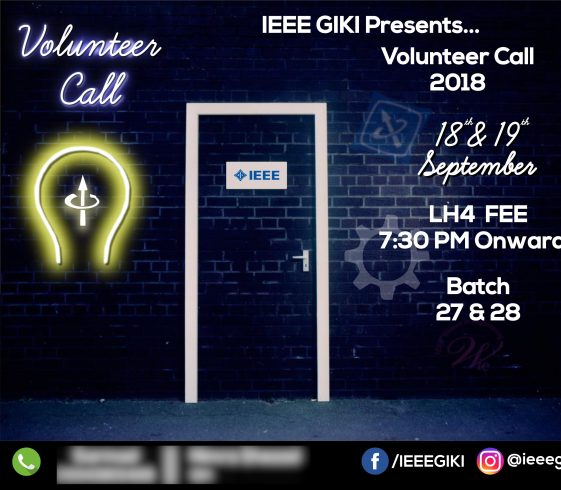 Volunteer
Call
IEEE GIKI Presents...
Volunteer Call
2018
18th & 19th
September
LH4 FEE
7:30 PM Onward
Batch
27 & 28
IEEE
/IEEEGIKI
@ieeeg